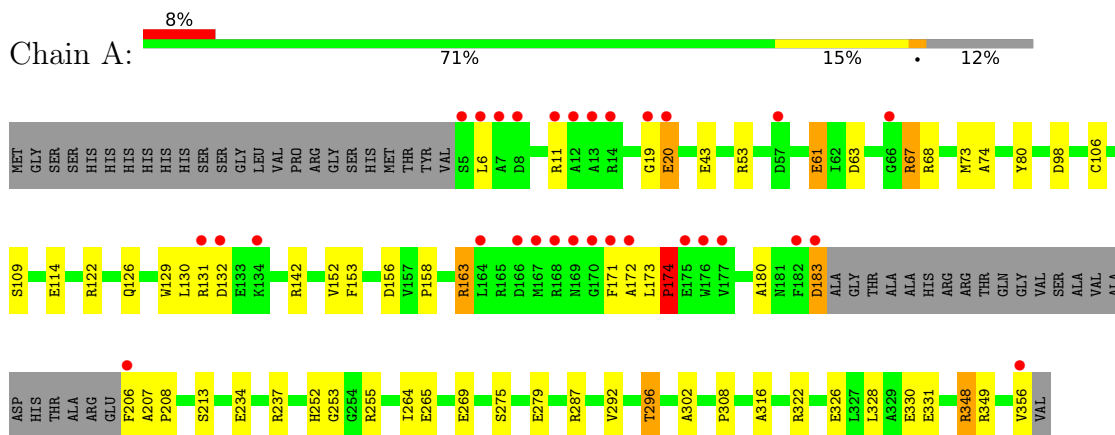 8%
Chain A:
71% 15% • 12%
MET GLY SER SER HIS HIS HIS HIS HIS HIS SER SER GLY LEU VAL PRO ARG GLY SER HIS MET THR TYR VAL S5 L6 A7 D8 R11 A12 A13 R14 G19 E20 E43 R53 D57 E61 I62 D63 G66 R67 R68 M73 A74 Y80 D98 C106
S109 E114 R122 Q126 W129 L130 R131 D132 E133 K134 R142 V152 F153 D156 V157 P158 R163 L164 R165 D166 M167 R168 N169 G170 F171 A172 L173 P174 E175 W176 V177 A180 N181 F182 D183 ALA GLY THR ALA ALA HIS ARG ARG THR GLN GLY VAL SER ALA VAL ALA
ASP HIS THR ALA ARG GLU F206 A207 P208 S213 E234 R237 H252 G253 G254 R255 I264 E265 E269 S275 E279 R287 V292 T296 A302 P308 A316 R322 E326 L327 L328 A329 E330 E331 R348 R349 V356 VAL